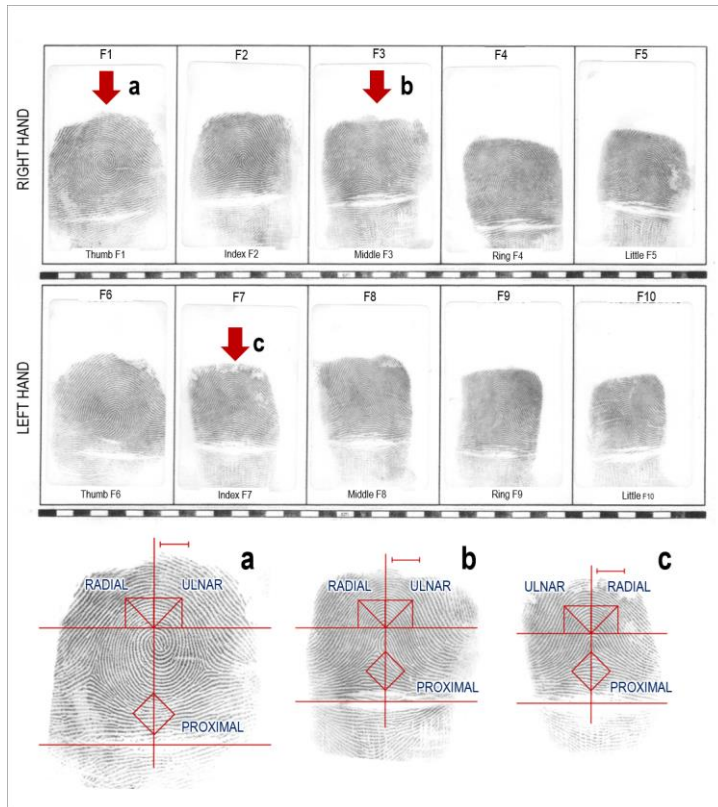 F1 F2 F3 F4 F5
a b
RIGHT HAND
Thumb F1 Index F2 Middle F3 Ring F4 Little F5
F6 F7 F8 F9 F10
c
LEFT HAND
Thumb F6 Index F7 Middle F8 Ring F9 Little F10
a b c
RADIAL ULNAR RADIAL ULNAR ULNAR RADIAL
PROXIMAL PROXIMAL PROXIMAL